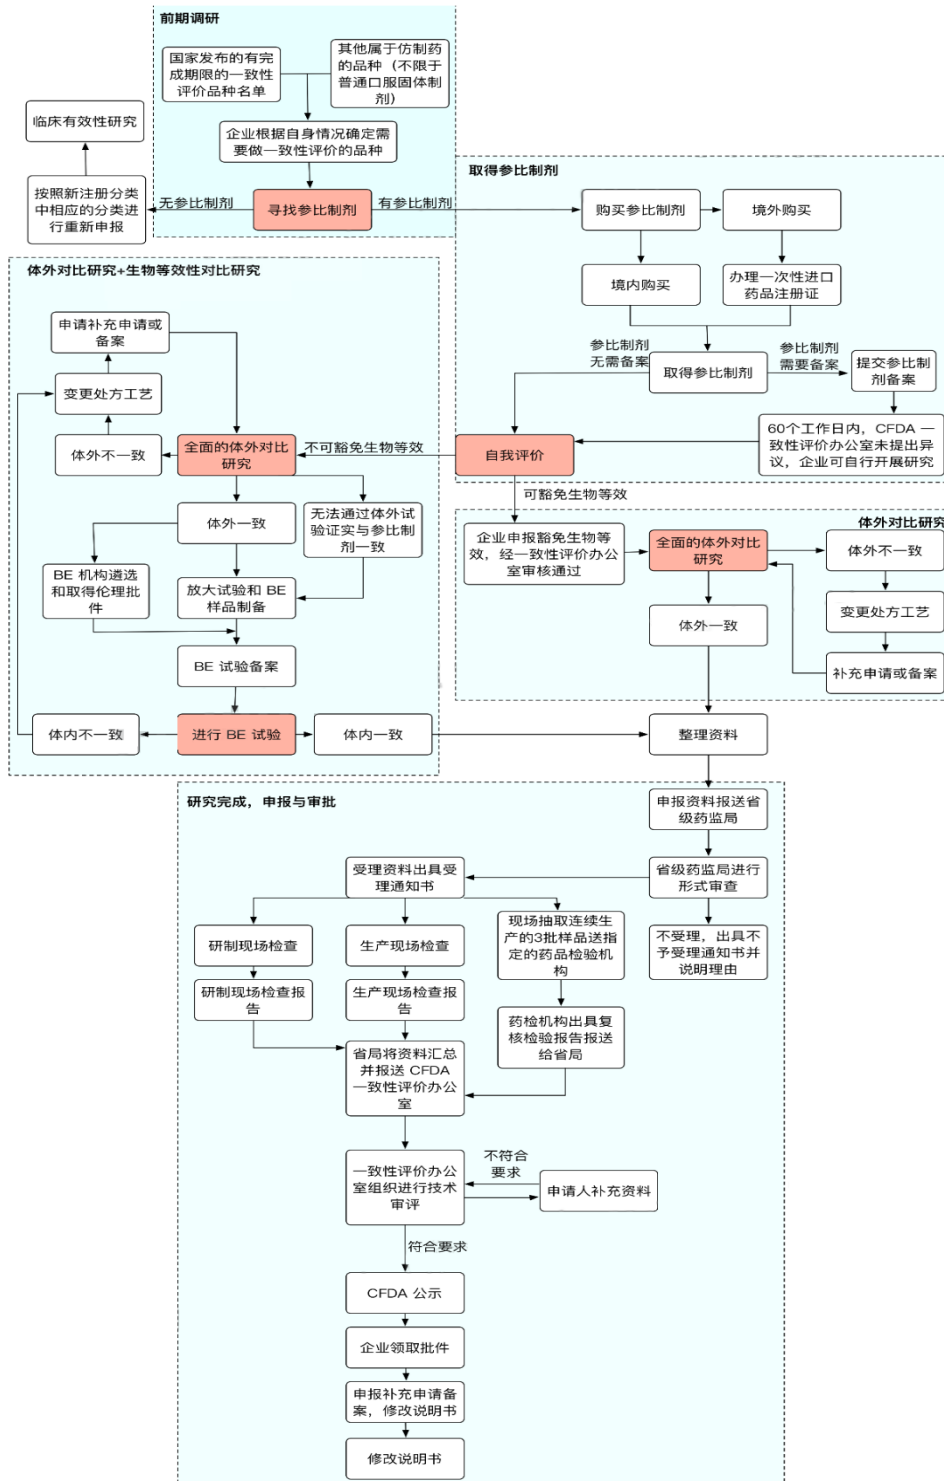 前期调研
国家发布的有完
成期限的一致性
评价品种名单
其他属于仿制药
的品种（不限于
普通口服固体制
剂）
临床有效性研究
企业根据自身情况确定需
要做一致性评价的品种
按照新注册分类
中相应的分类进
行重新申报
无参比制剂
寻找参比制剂
有参比制剂
取得参比制剂
购买参比制剂
境外购买
境内购买
办理一次性进口
药品注册证
参比制剂
无需备案
取得参比制剂
参比制剂
需要备案
提交参比制
剂备案
60个工作日内，CFDA 一
致性评价办公室未提出异
议，企业可自行开展研究
自我评价
不可豁免生物等效
可豁免生物等效
体外对比研究+生物等效性对比研究
申请补充申请或
备案
变更处方工艺
体外不一致
全面的体外对比
研究
体外一致
无法通过体外试
验证实与参比制
剂一致
BE 机构遴选
和取得伦理批
件
放大试验和 BE
样品制备
BE 试验备案
体内不一致
进行 BE 试验
体内一致
体外对比研究
企业申报豁免生物等
效，经一致性评价办公
室审核通过
全面的体外对比
研究
体外不一致
变更处方工艺
补充申请或备案
体外一致
整理资料
研究完成，申报与审批
申报资料报送省
级药监局
省级药监局进行
形式审查
受理资料出具受
理通知书
不受理，出具不
予受理通知书并
说明理由
研制现场检查
生产现场检查
现场抽取连续生
产的3批样品送指
定的药品检验机
构
研制现场检查报
告
生产现场检查报
告
药检机构出具复
核检验报告报送
给省局
省局将资料汇总
并报送 CFDA
一致性评价办公
室
一致性评价办公
室组织进行技术
审评
不符合
要求
申请人补充资料
符合要求
CFDA 公示
企业领取批件
申报补充申请备
案，修改说明书
修改说明书